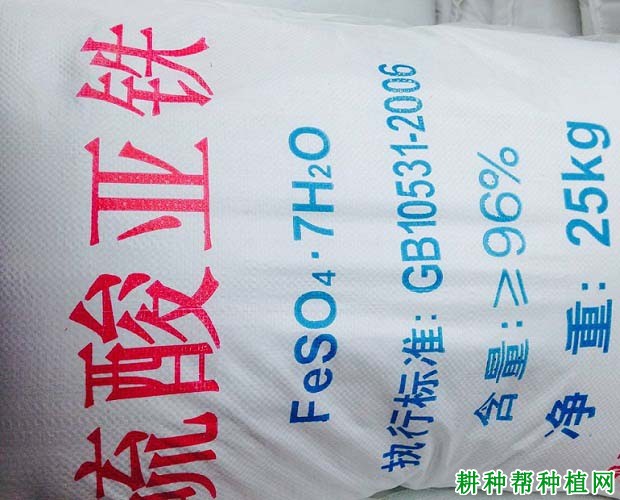 硫酸亚铁
FeSO₄·7H₂O
执行标准：GB10531-2006
含量：≥96%
净 重：25kg
耕种帮种植网